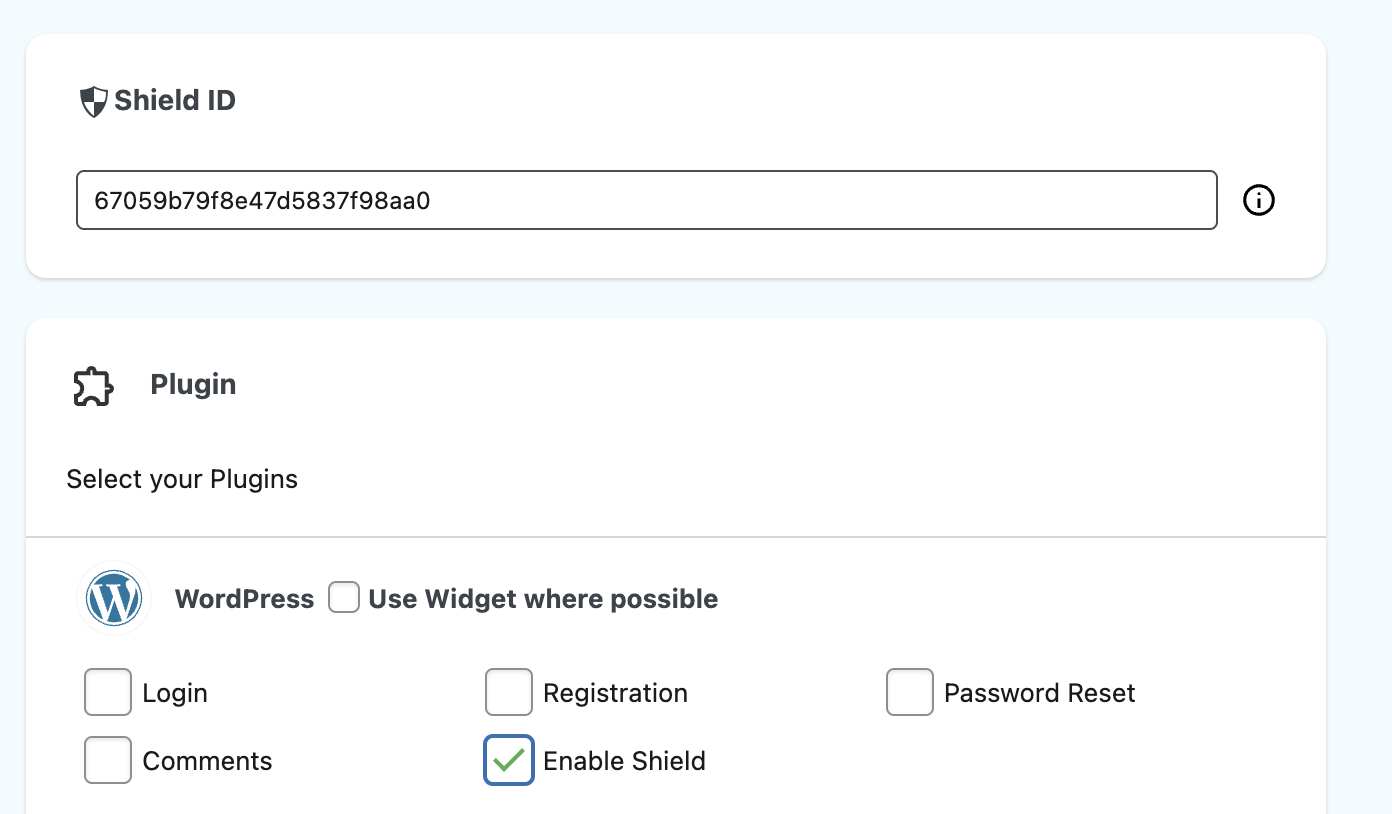 Shield ID
67059b79f8e47d5837f98aa0
Plugin
Select your Plugins
WordPress Use Widget where possible
Login Registration Password Reset
Comments Enable Shield